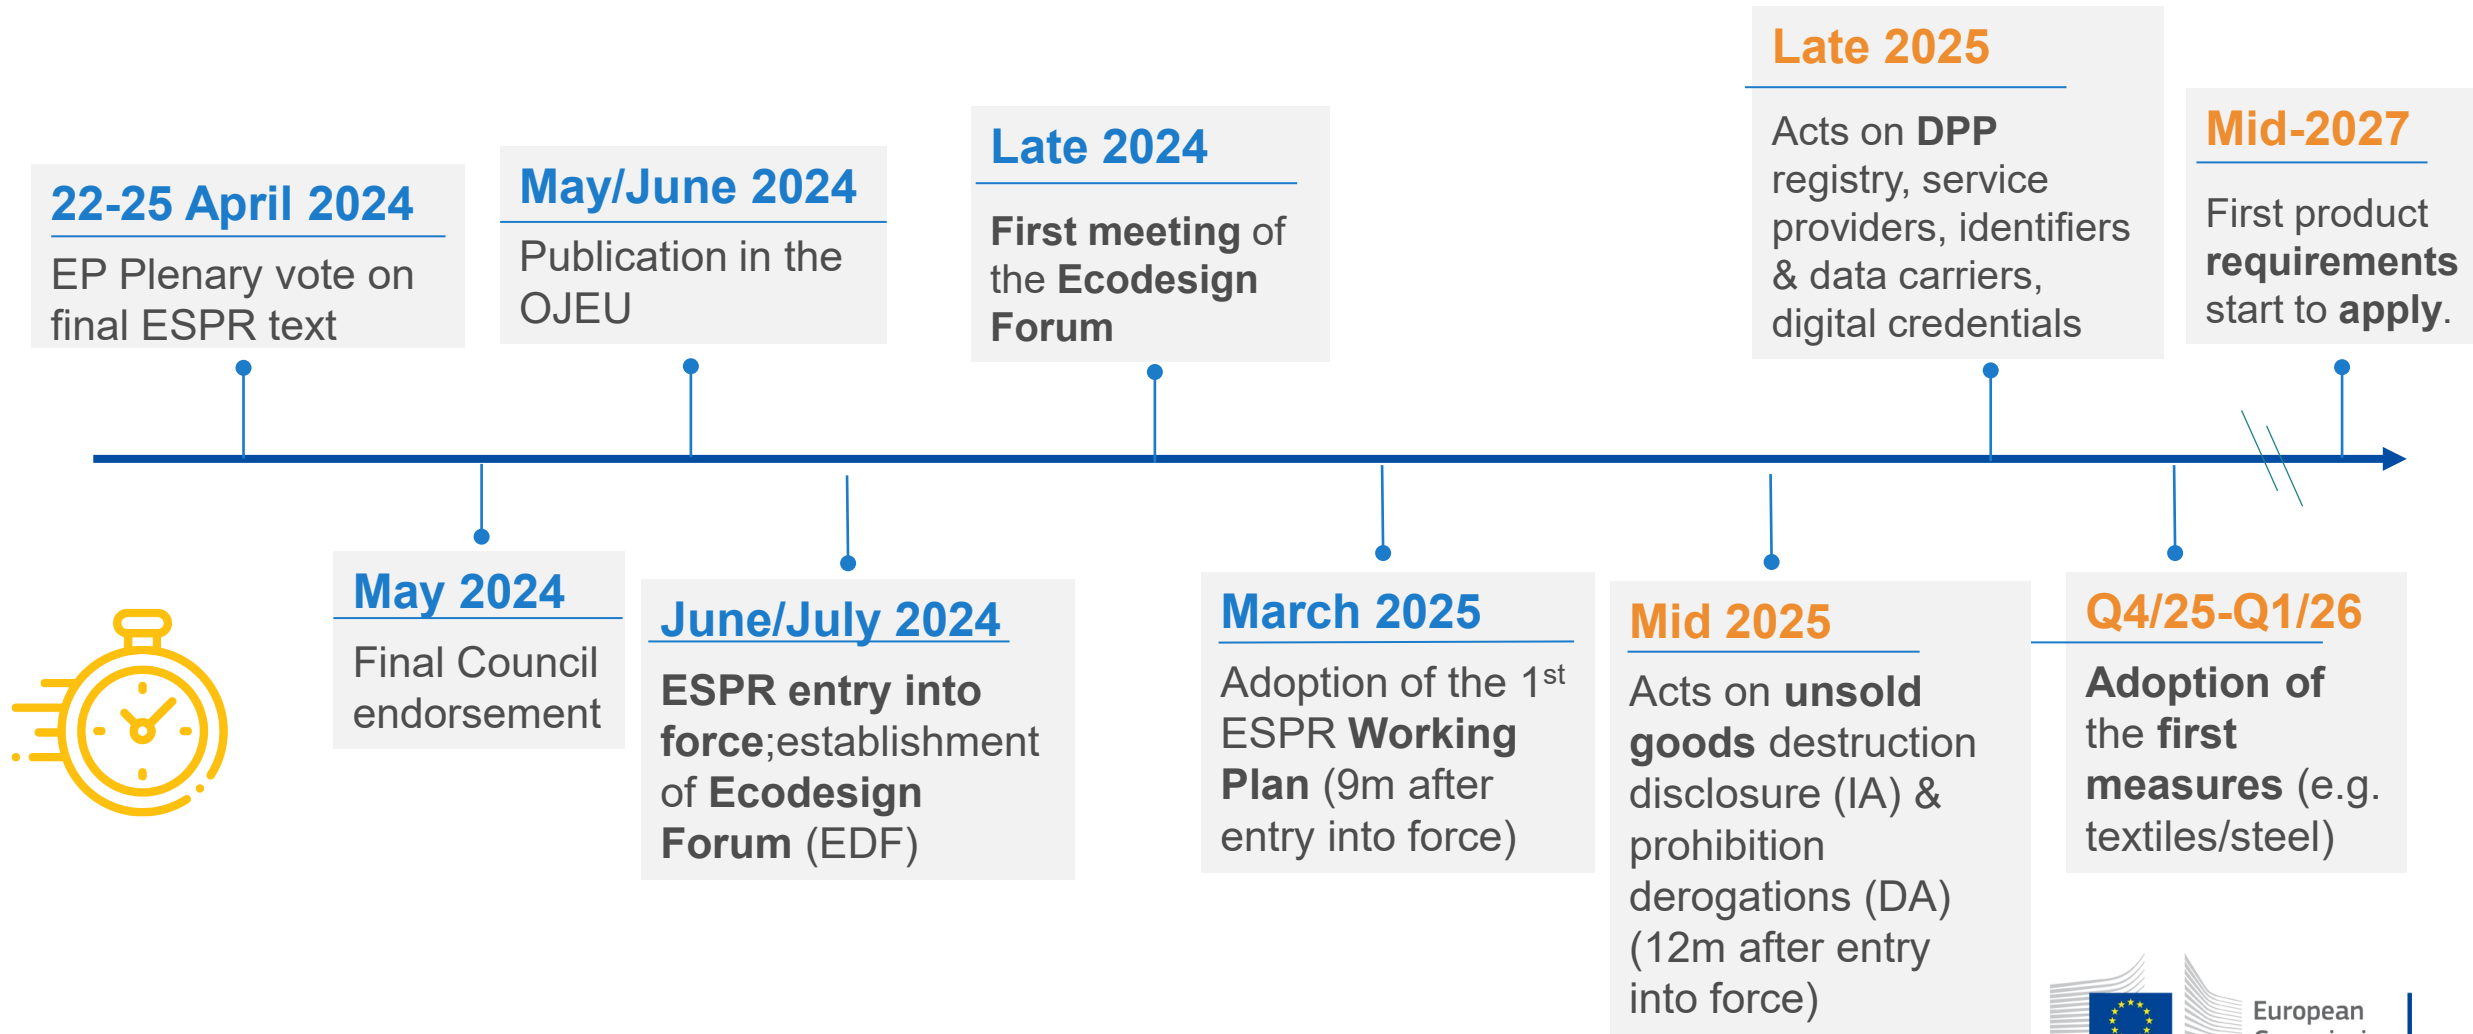 22-25 April 2024
EP Plenary vote on
final ESPR text
May 2024
Final Council
endorsement
May/June 2024
Publication in the
OJEU
June/July 2024
ESPR entry into
force;establishment
of Ecodesign
Forum (EDF)
Late 2024
First meeting of
the Ecodesign
Forum
March 2025
Adoption of the 1st
ESPR Working
Plan (9m after
entry into force)
Mid 2025
Acts on unsold
goods destruction
disclosure (IA) &
prohibition
derogations (DA)
(12m after entry
into force)
Late 2025
Acts on DPP
registry, service
providers, identifiers
& data carriers,
digital credentials
Q4/25-Q1/26
Adoption of
the first
measures (e.g.
textiles/steel)
Mid-2027
First product
requirements
start to apply.
European